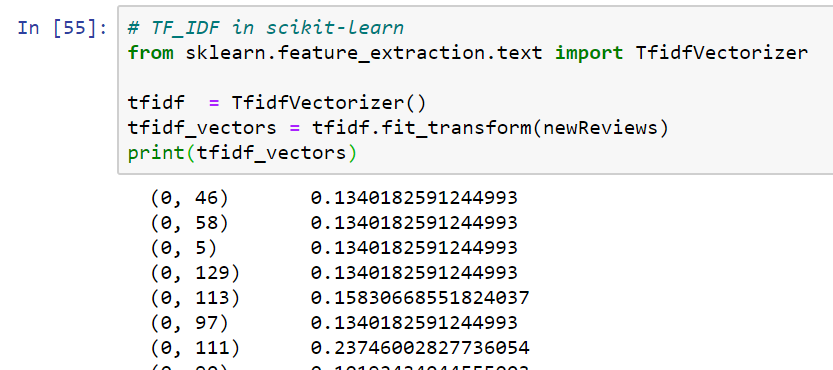 In [55]: # TF_IDF in scikit-learn
from sklearn.feature_extraction.text import TfidfVectorizer
tfidf = TfidfVectorizer()
tfidf_vectors = tfidf.fit_transform(newReviews)
print(tfidf_vectors)
(0, 46) 0.1340182591244993
(0, 58) 0.1340182591244993
(0, 5) 0.1340182591244993
(0, 129) 0.1340182591244993
(0, 113) 0.15830668551824037
(0, 97) 0.1340182591244993
(0, 111) 0.23746002827736054